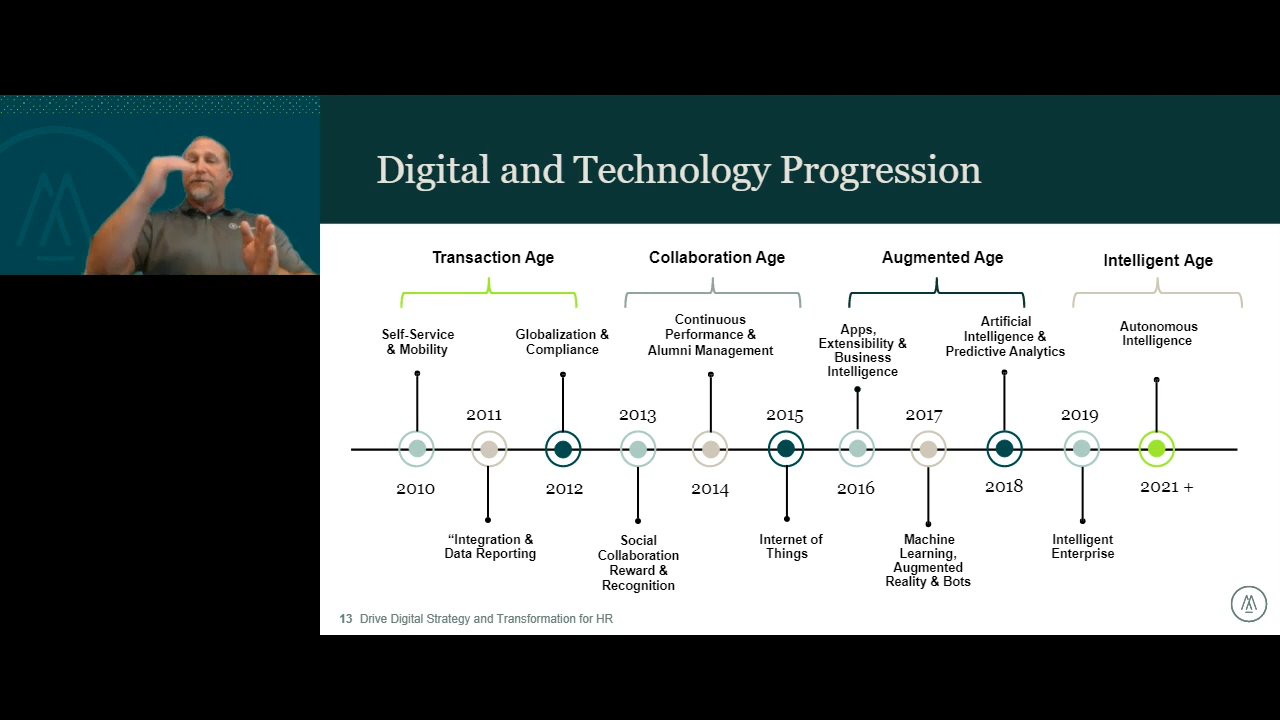 Digital and Technology Progression
Transaction Age
Collaboration Age
Augmented Age
Intelligent Age
Self-Service
& Mobility
Globalization &
Compliance
Continuous
Performance &
Alumni Management
Apps,
Extensibility &
Business
Intelligence
Artificial
Intelligence &
Predictive Analytics
Autonomous
Intelligence
2011
2013
2015
2017
2019
2010
2012
2014
2016
2018
2021 +
“Integration &
Data Reporting
Social
Collaboration
Reward &
Recognition
Internet of
Things
Machine
Learning,
Augmented
Reality & Bots
Intelligent
Enterprise
13 Drive Digital Strategy and Transformation for HR